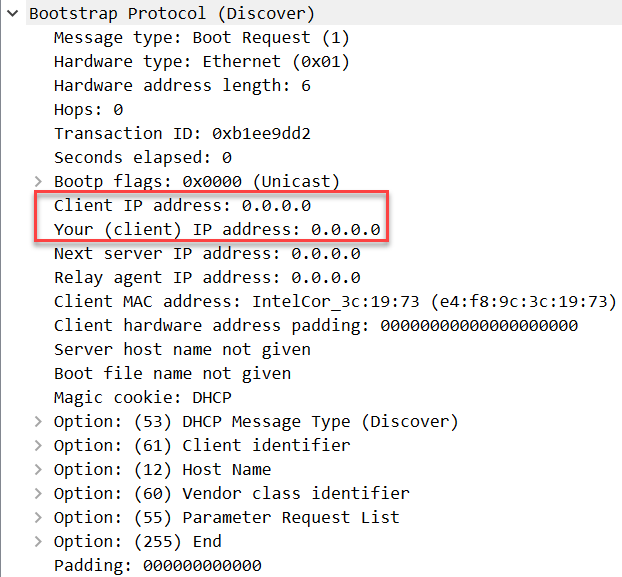 Bootstrap Protocol (Discover)
Message type: Boot Request (1)
Hardware type: Ethernet (0x01)
Hardware address length: 6
Hops: 0
Transaction ID: 0xb1ee9dd2
Seconds elapsed: 0
Bootp flags: 0x0000 (Unicast)
Client IP address: 0.0.0.0
Your (client) IP address: 0.0.0.0
Next server IP address: 0.0.0.0
Relay agent IP address: 0.0.0.0
Client MAC address: IntelCor_3c:19:73 (e4:f8:9c:3c:19:73)
Client hardware address padding: 00000000000000000000
Server host name not given
Boot file name not given
Magic cookie: DHCP
Option: (53) DHCP Message Type (Discover)
Option: (61) Client identifier
Option: (12) Host Name
Option: (60) Vendor class identifier
Option: (55) Parameter Request List
Option: (255) End
Padding: 000000000000